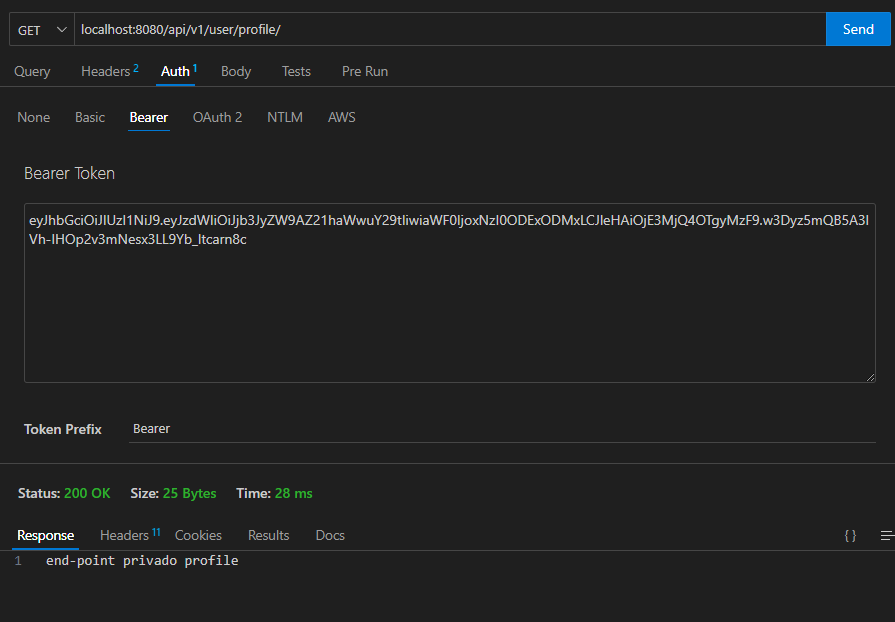 GET localhost:8080/api/v1/user/profile/ Send
Query Headers 2 Auth 1 Body Tests Pre Run
None Basic Bearer OAuth 2 NTLM AWS
Bearer Token
eyJhbGciOiJIUzI1NiJ9.eyJzdWIiOiJjb3JyZW9AZ21haWwuY29tIiwiaWF0IjoxNzI0ODExODMxLCJleHAiOjE3MjQ4OTgyMzF9.w3Dyz5mQB5A3I
Vh-IHOp2v3mNesx3LL9Yb_Itcarn8c
Token Prefix Bearer
Status: 200 OK Size: 25 Bytes Time: 28 ms
Response Headers 11 Cookies Results Docs { }
1 end-point privado profile